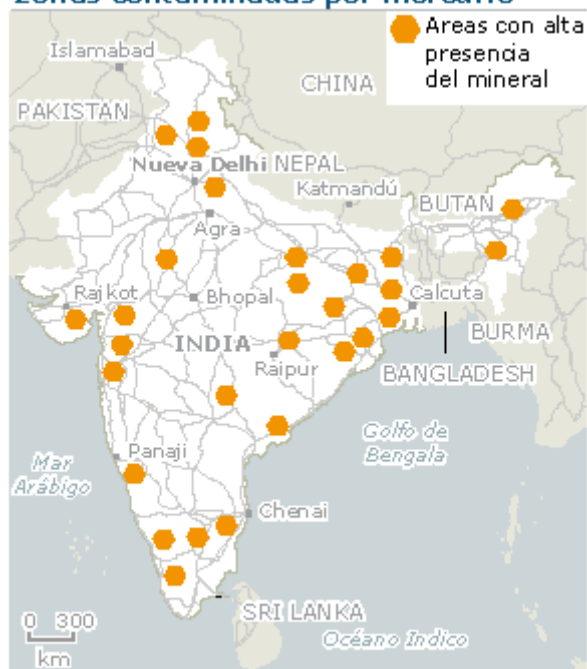 Zonas contaminadas por mercurio
Areas con alta
presencia
del mineral
Islamabad
CHINA
PAKISTAN
Nueva Delhi
NEPAL
Katmandú
BUTAN
Agra
Rajkot
Bhopal
Calcuta
INDIA
BURMA
Raipur
BANGLADESH
Golfo de
Bengala
Panaji
Mar
Arábigo
Chenai
0 300
km
SRI LANKA
Océano Indico